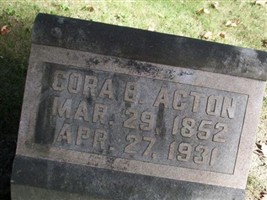 CORA B. ACTON
MAR. 29, 1852
APR. 27, 1931